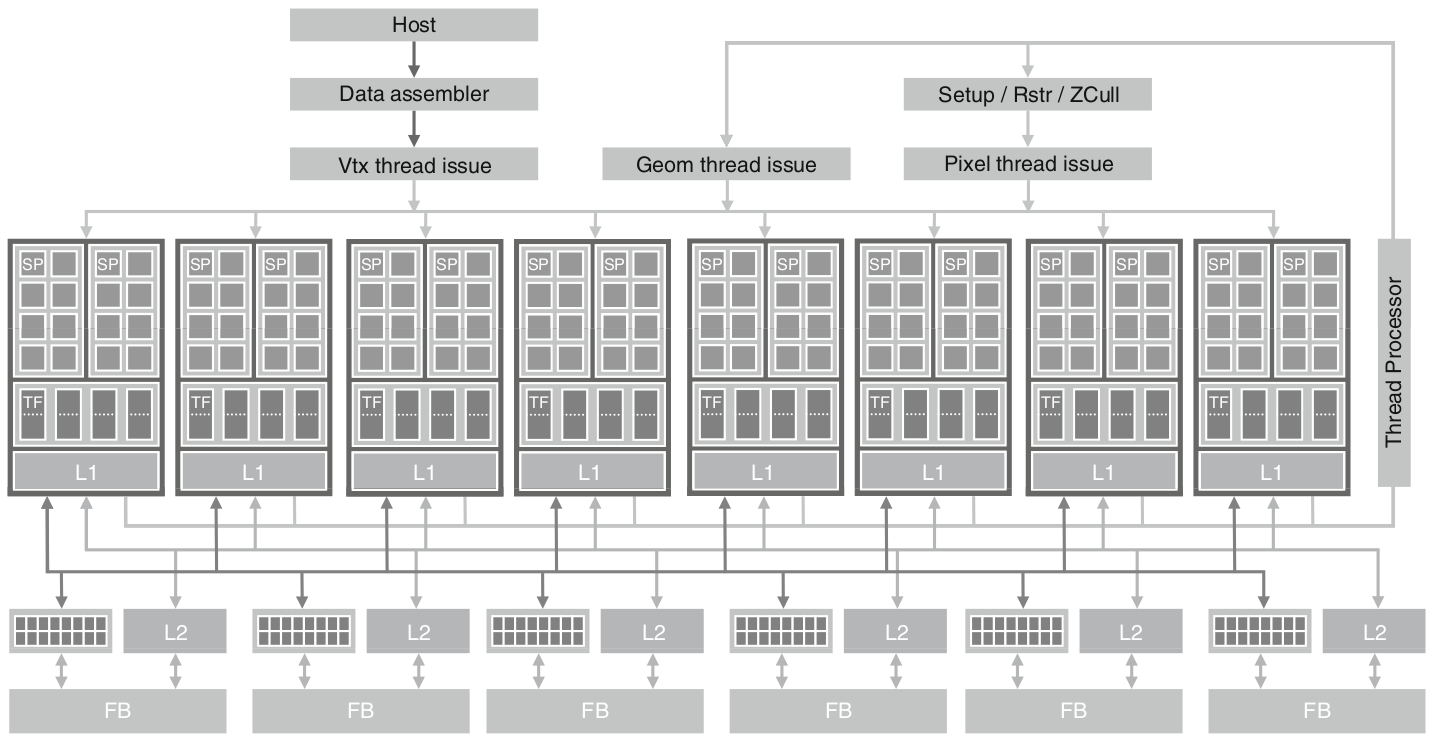 Host
Data assembler
Setup / Rstr / ZCull
Vtx thread issue
Geom thread issue
Pixel thread issue
SP SP SP SP SP SP SP SP SP SP SP SP SP SP SP SP
Thread Processor
TF TF TF TF TF TF TF TF
L1 L1 L1 L1 L1 L1 L1 L1
L2 L2 L2 L2 L2 L2
FB FB FB FB FB FB